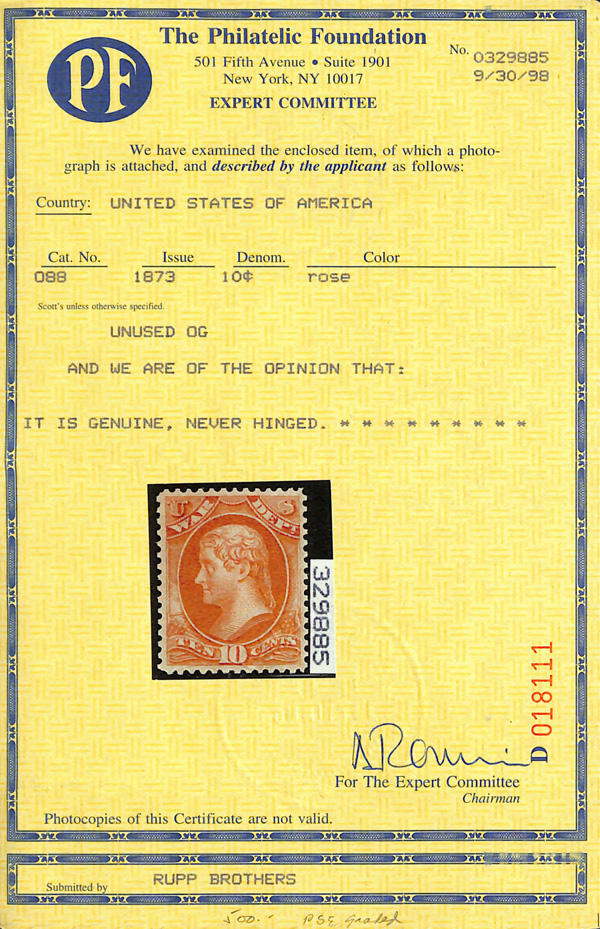 PF
The Philatelic Foundation
501 Fifth Avenue • Suite 1901
New York, NY 10017
EXPERT COMMITTEE
No. 0329885
9/30/98
We have examined the enclosed item, of which a photo-
graph is attached, and described by the applicant as follows:
Country: UNITED STATES OF AMERICA
Cat. No. Issue Denom. Color
O88 1873 10¢ rose
Scott's unless otherwise specified.
UNUSED OG
AND WE ARE OF THE OPINION THAT:
IT IS GENUINE, NEVER HINGED. * * * * * * * * *
U S
WAR DEPT
TEN 10 CENTS
329885
D 018111
For The Expert Committee
Chairman
Photocopies of this Certificate are not valid.
Submitted by RUPP BROTHERS
500.- PSE graded